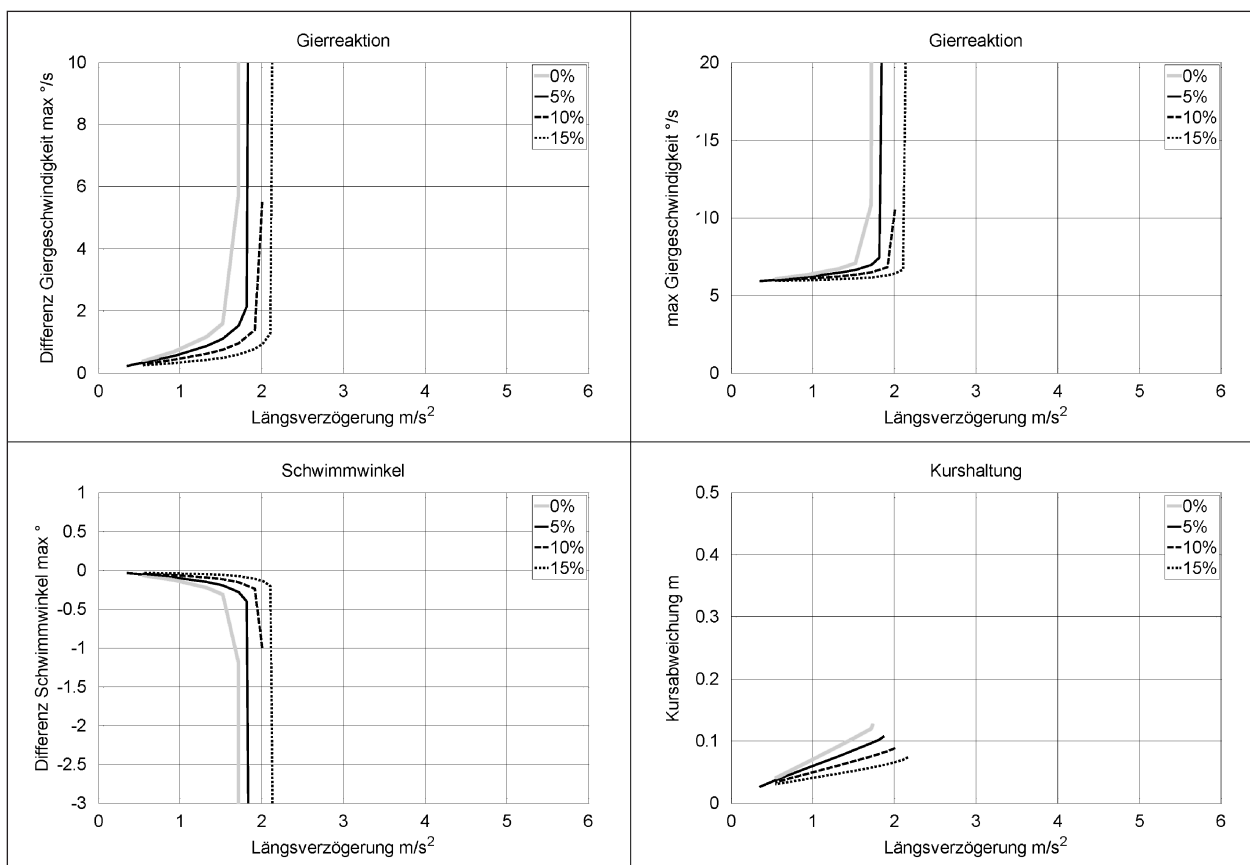 Gierreaktion
Differenz Giergeschwindigkeit max °/s
10
8
6
4
2
0
0 1 2 3 4 5 6
Längsverzögerung m/s²
0%
5%
10%
15%
Gierreaktion
max Giergeschwindigkeit °/s
20
15
10
5
0
0 1 2 3 4 5 6
Längsverzögerung m/s²
0%
5%
10%
15%
Schwimmwinkel
Differenz Schwimmwinkel max °
1
0.5
0
-0.5
-1
-1.5
-2
-2.5
-3
0 1 2 3 4 5 6
Längsverzögerung m/s²
0%
5%
10%
15%
Kurshaltung
Kursabweichung m
0.5
0.4
0.3
0.2
0.1
0
0 1 2 3 4 5 6
Längsverzögerung m/s²
0%
5%
10%
15%